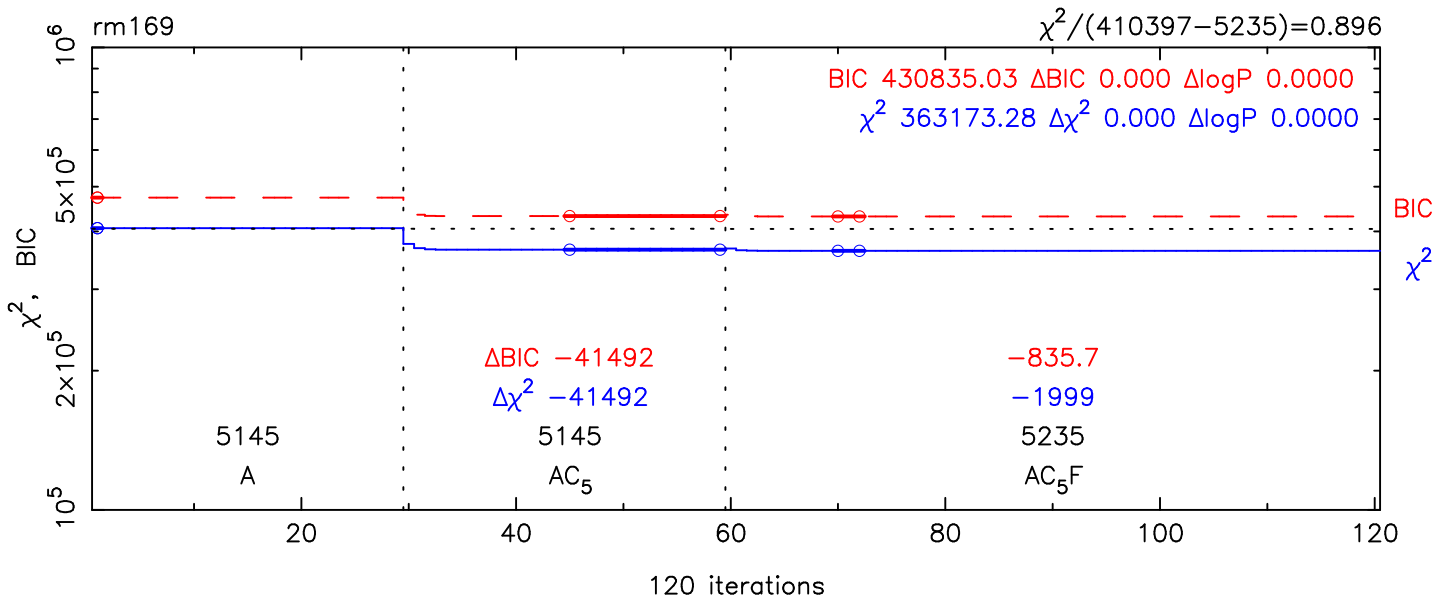 rm169
χ²/(410397−5235)=0.896
BIC 430835.03 ΔBIC 0.000 ΔlogP 0.0000
χ² 363173.28 Δχ² 0.000 ΔlogP 0.0000
10⁶
5×10⁵
2×10⁵
10⁵
χ², BIC
BIC
χ²
ΔBIC −41492
−835.7
Δχ² −41492
−1999
5145
5145
5235
A
AC₅
AC₅F
20 40 60 80 100 120
120 iterations